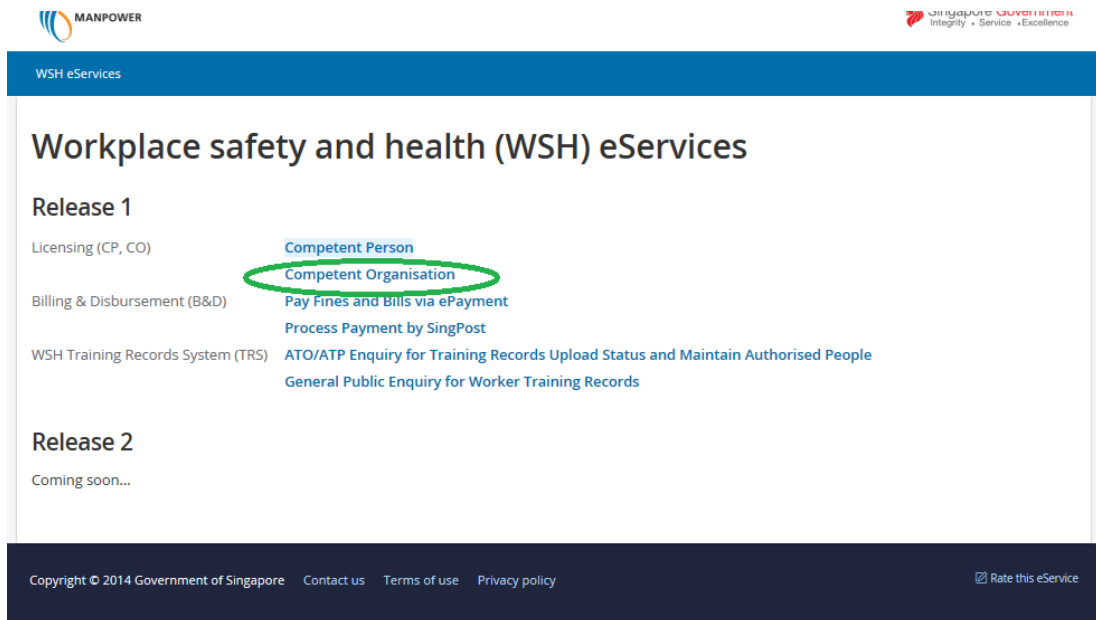 MANPOWER
Singapore Government
Integrity • Service • Excellence
WSH eServices
Workplace safety and health (WSH) eServices
Release 1
Licensing (CP, CO) Competent Person
Competent Organisation
Billing & Disbursement (B&D) Pay Fines and Bills via ePayment
Process Payment by SingPost
WSH Training Records System (TRS) ATO/ATP Enquiry for Training Records Upload Status and Maintain Authorised People
General Public Enquiry for Worker Training Records
Release 2
Coming soon...
Copyright © 2014 Government of Singapore Contact us Terms of use Privacy policy Rate this eService